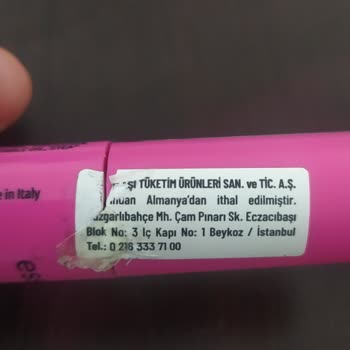 in Italy
TÜKETİM ÜRÜNLERİ SAN. ve TİC. A.Ş.
Almanya'dan ithal edilmiştir.
Mh. Çam Pınarı Sk. Eczacıbaşı
Blok No: 3 İç Kapı No: 1 Beykoz / İstanbul
Tel.: 0 216 333 71 00